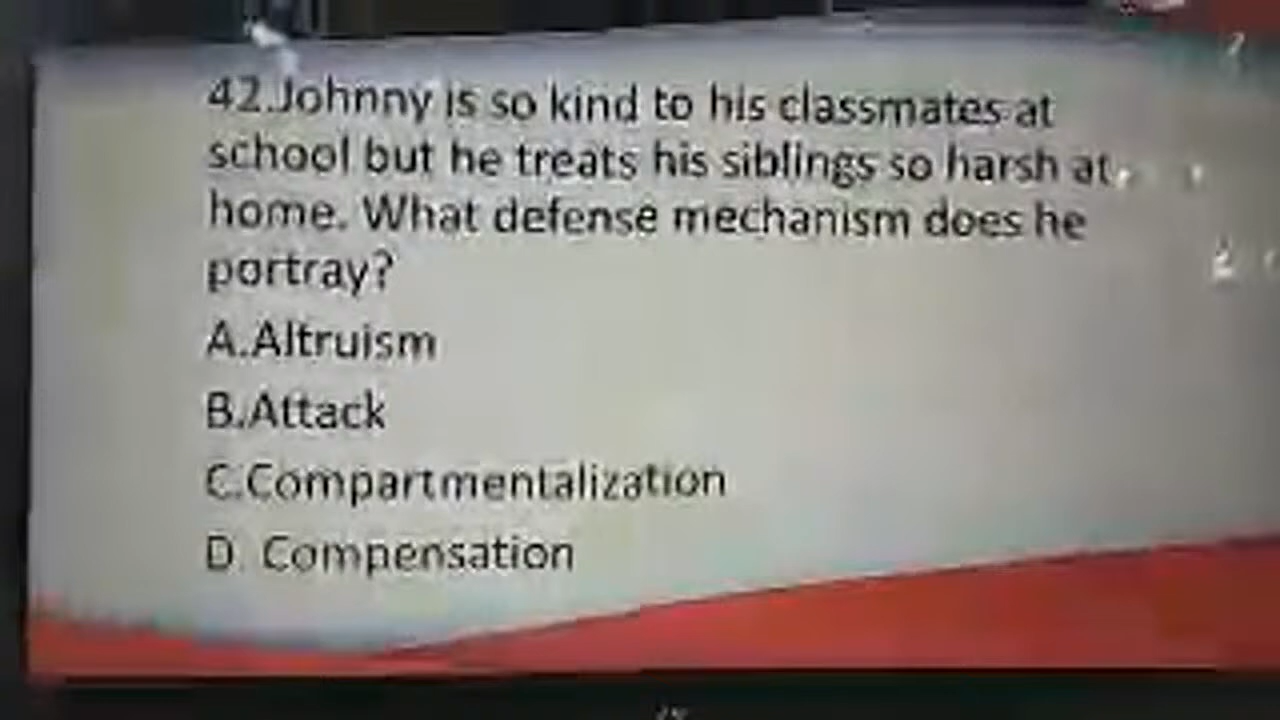 42.Johnny is so kind to his classmates at
school but he treats his siblings so harsh at
home. What defense mechanism does he
portray?
A.Altruism
B.Attack
C.Compartmentalization
D. Compensation